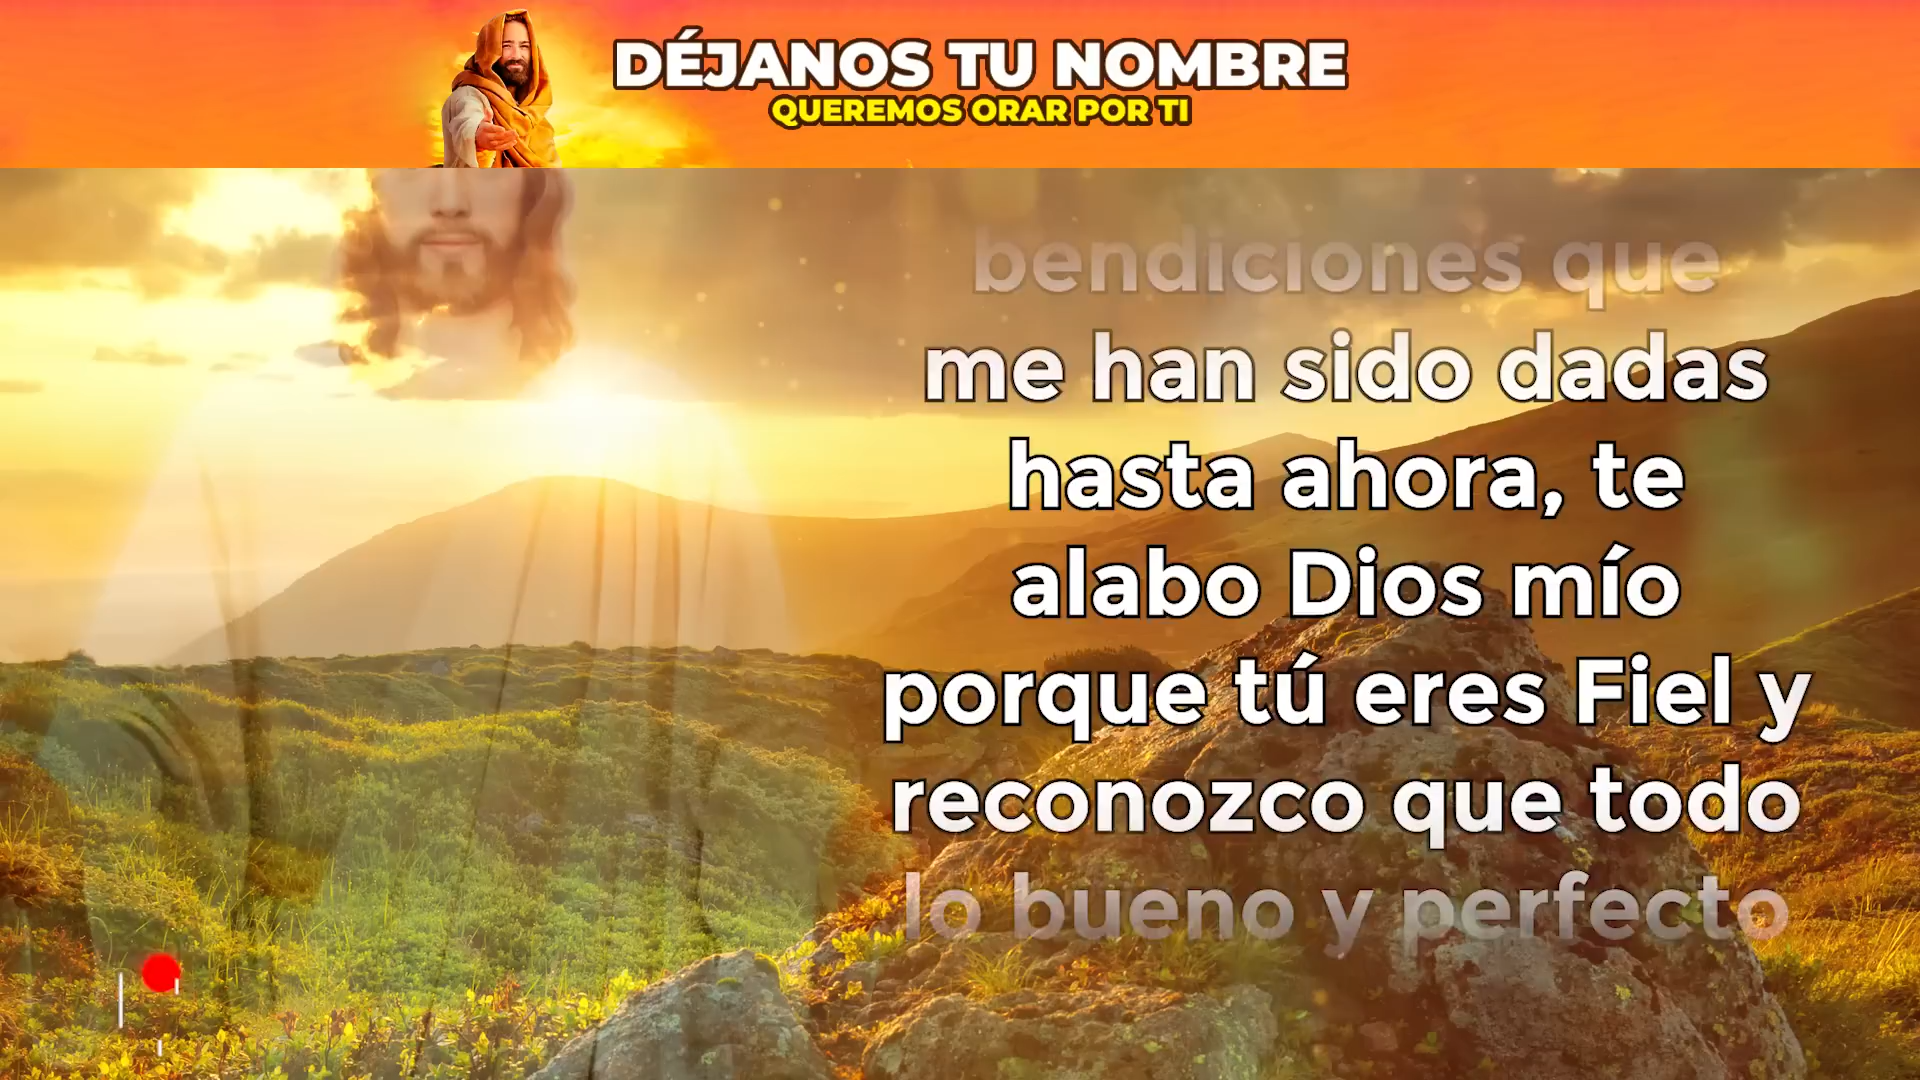 DÉJANOS TU NOMBRE
QUEREMOS ORAR POR TI
bendiciones que
me han sido dadas
hasta ahora, te
alabo Dios mío
porque tú eres Fiel y
reconozco que todo
lo bueno y perfecto